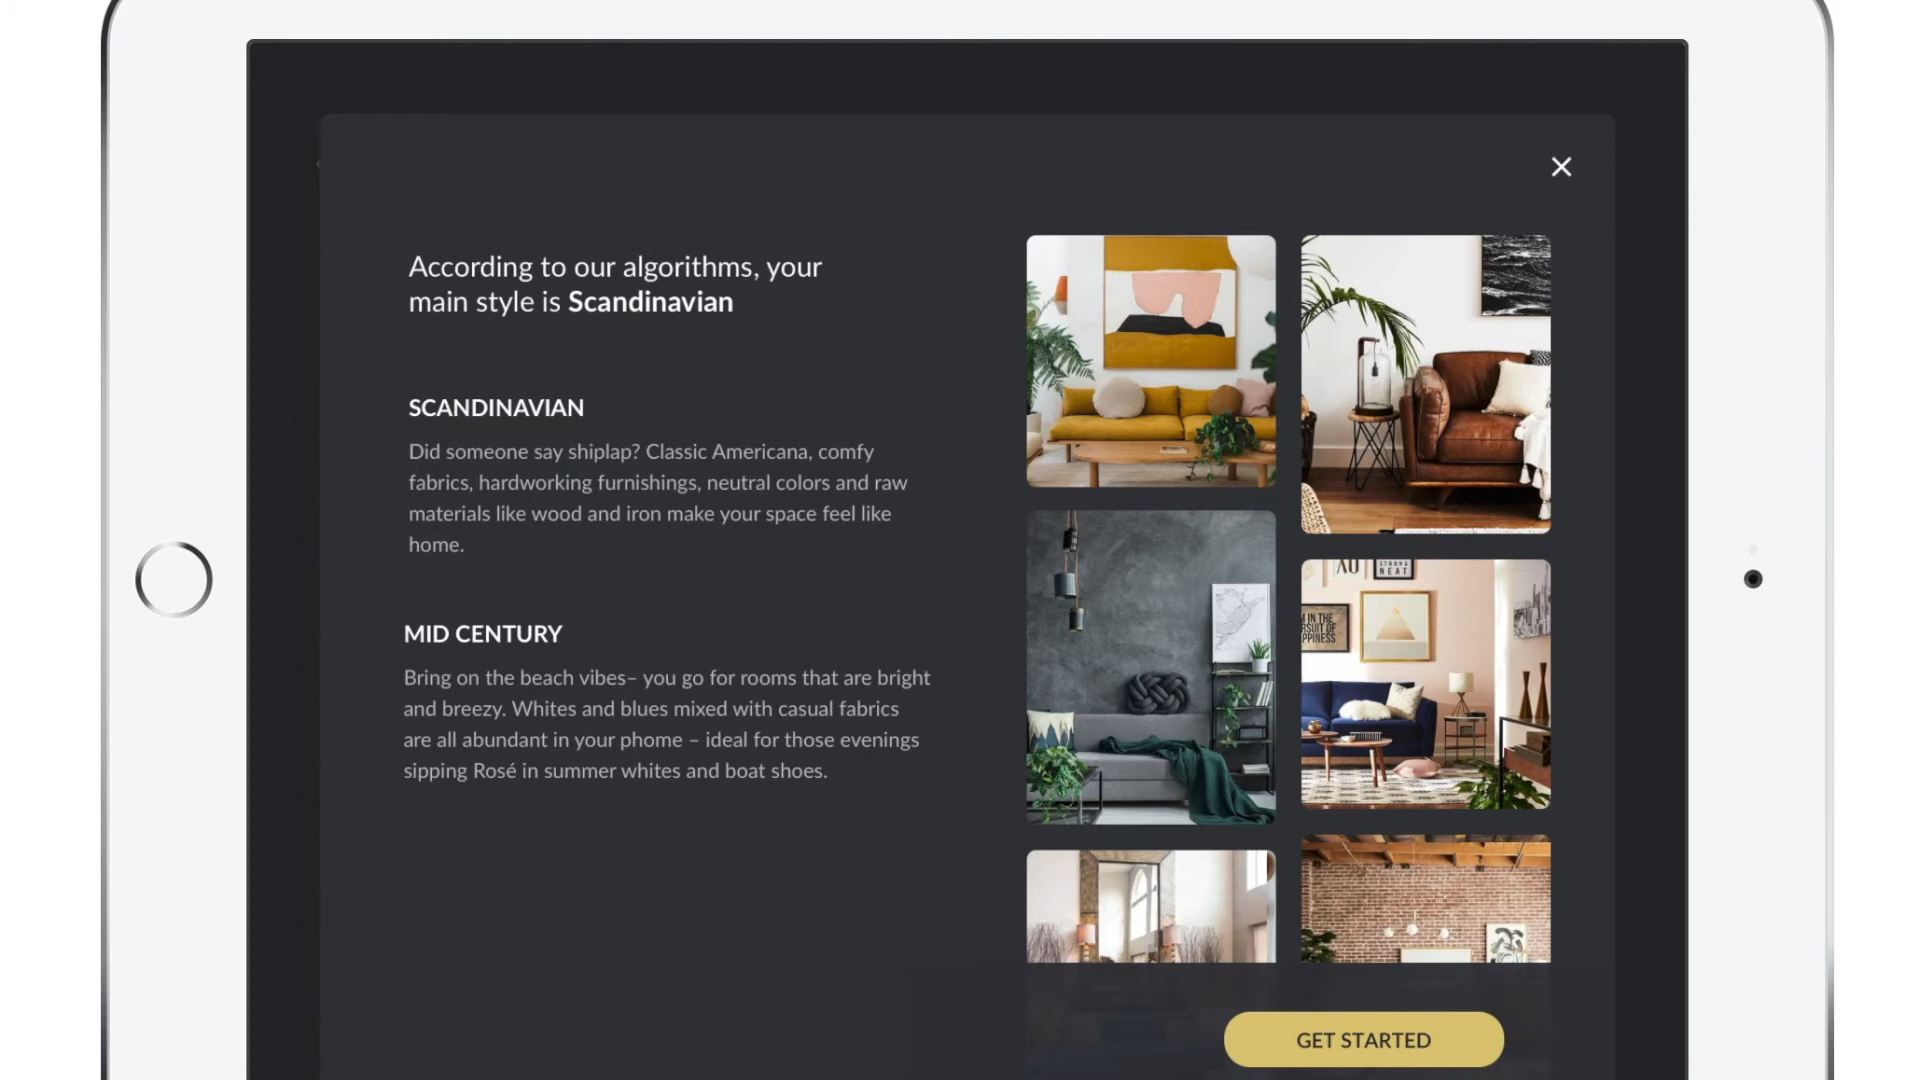 According to our algorithms, your
main style is Scandinavian
SCANDINAVIAN
Did someone say shiplap? Classic Americana, comfy
fabrics, hardworking furnishings, neutral colors and raw
materials like wood and iron make your space feel like
home.
MID CENTURY
Bring on the beach vibes– you go for rooms that are bright
and breezy. Whites and blues mixed with casual fabrics
are all abundant in your phome – ideal for those evenings
sipping Rosé in summer whites and boat shoes.
STRONG
NEAT
IN THE
GET STARTED